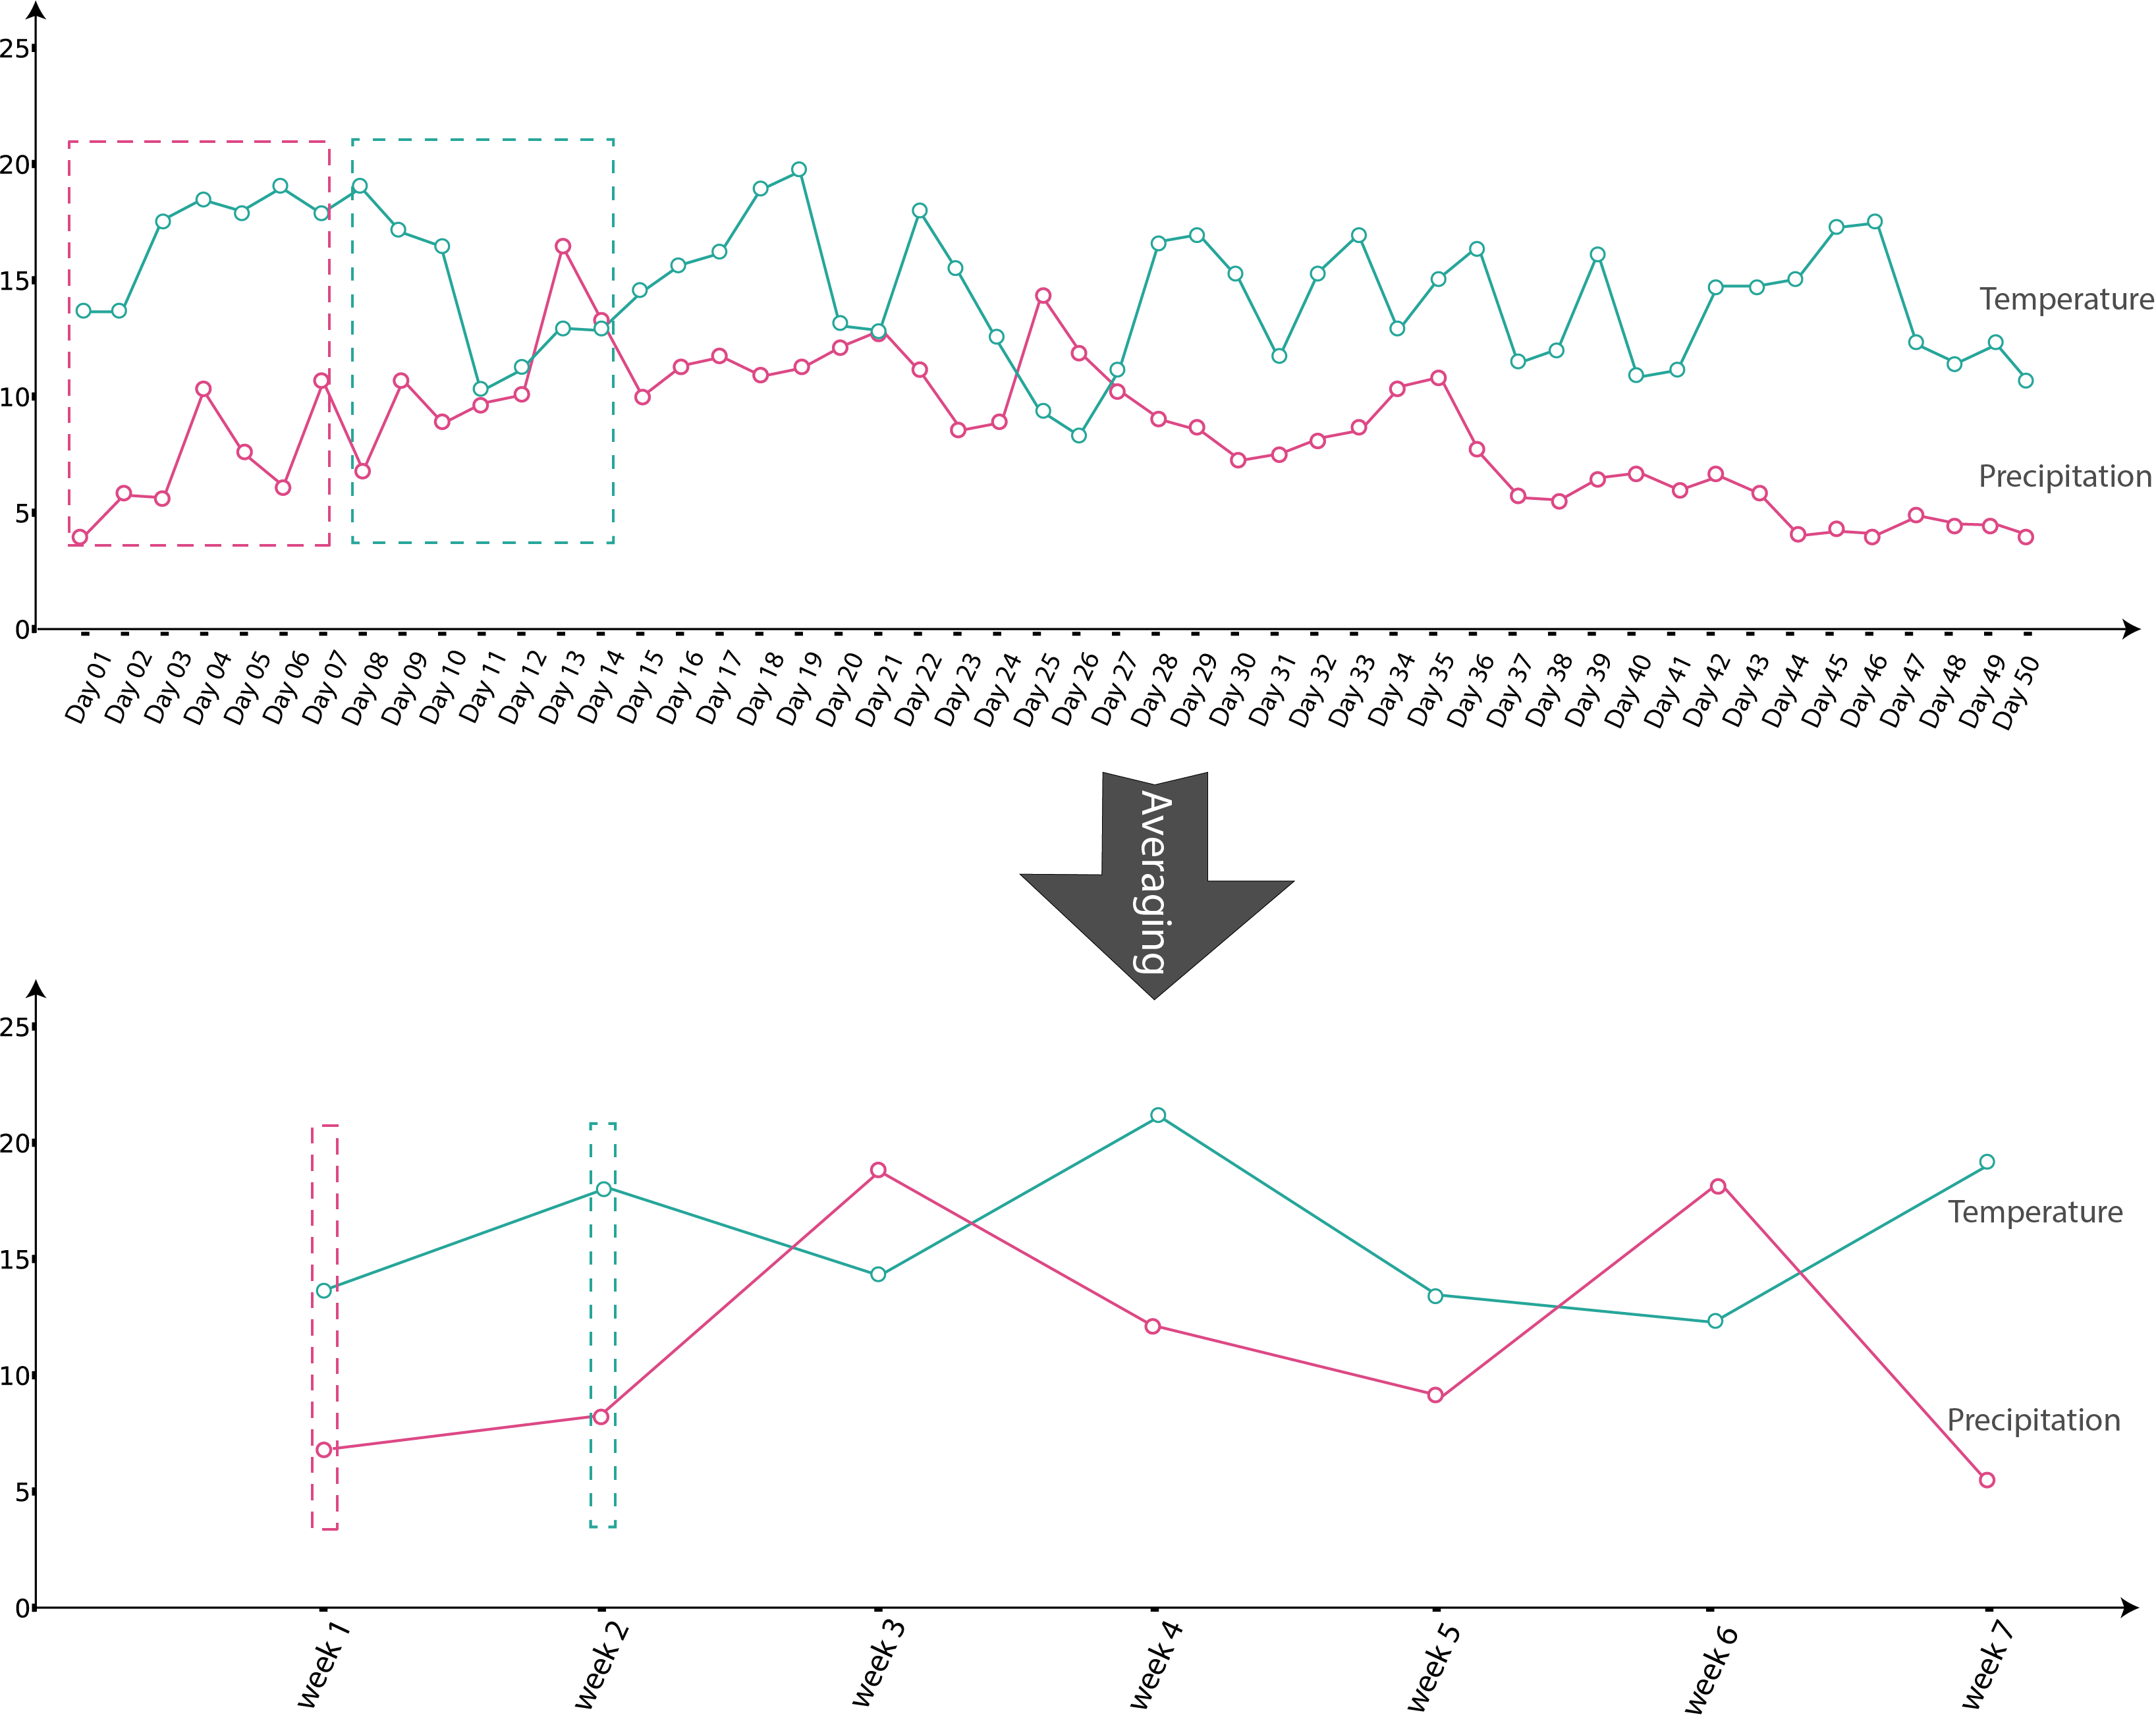 25
20
15
10
5
0
Temperature
Precipitation
Day 01
Day 02
Day 03
Day 04
Day 05
Day 06
Day 07
Day 08
Day 09
Day 10
Day 11
Day 12
Day 13
Day 14
Day 15
Day 16
Day 17
Day 18
Day 19
Day 20
Day 21
Day 22
Day 23
Day 24
Day 25
Day 26
Day 27
Day 28
Day 29
Day 30
Day 31
Day 32
Day 33
Day 34
Day 35
Day 36
Day 37
Day 38
Day 39
Day 40
Day 41
Day 42
Day 43
Day 44
Day 45
Day 46
Day 47
Day 48
Day 49
Day 50
Averaging
25
20
15
10
5
0
Temperature
Precipitation
week 1
week 2
week 3
week 4
week 5
week 6
week 7